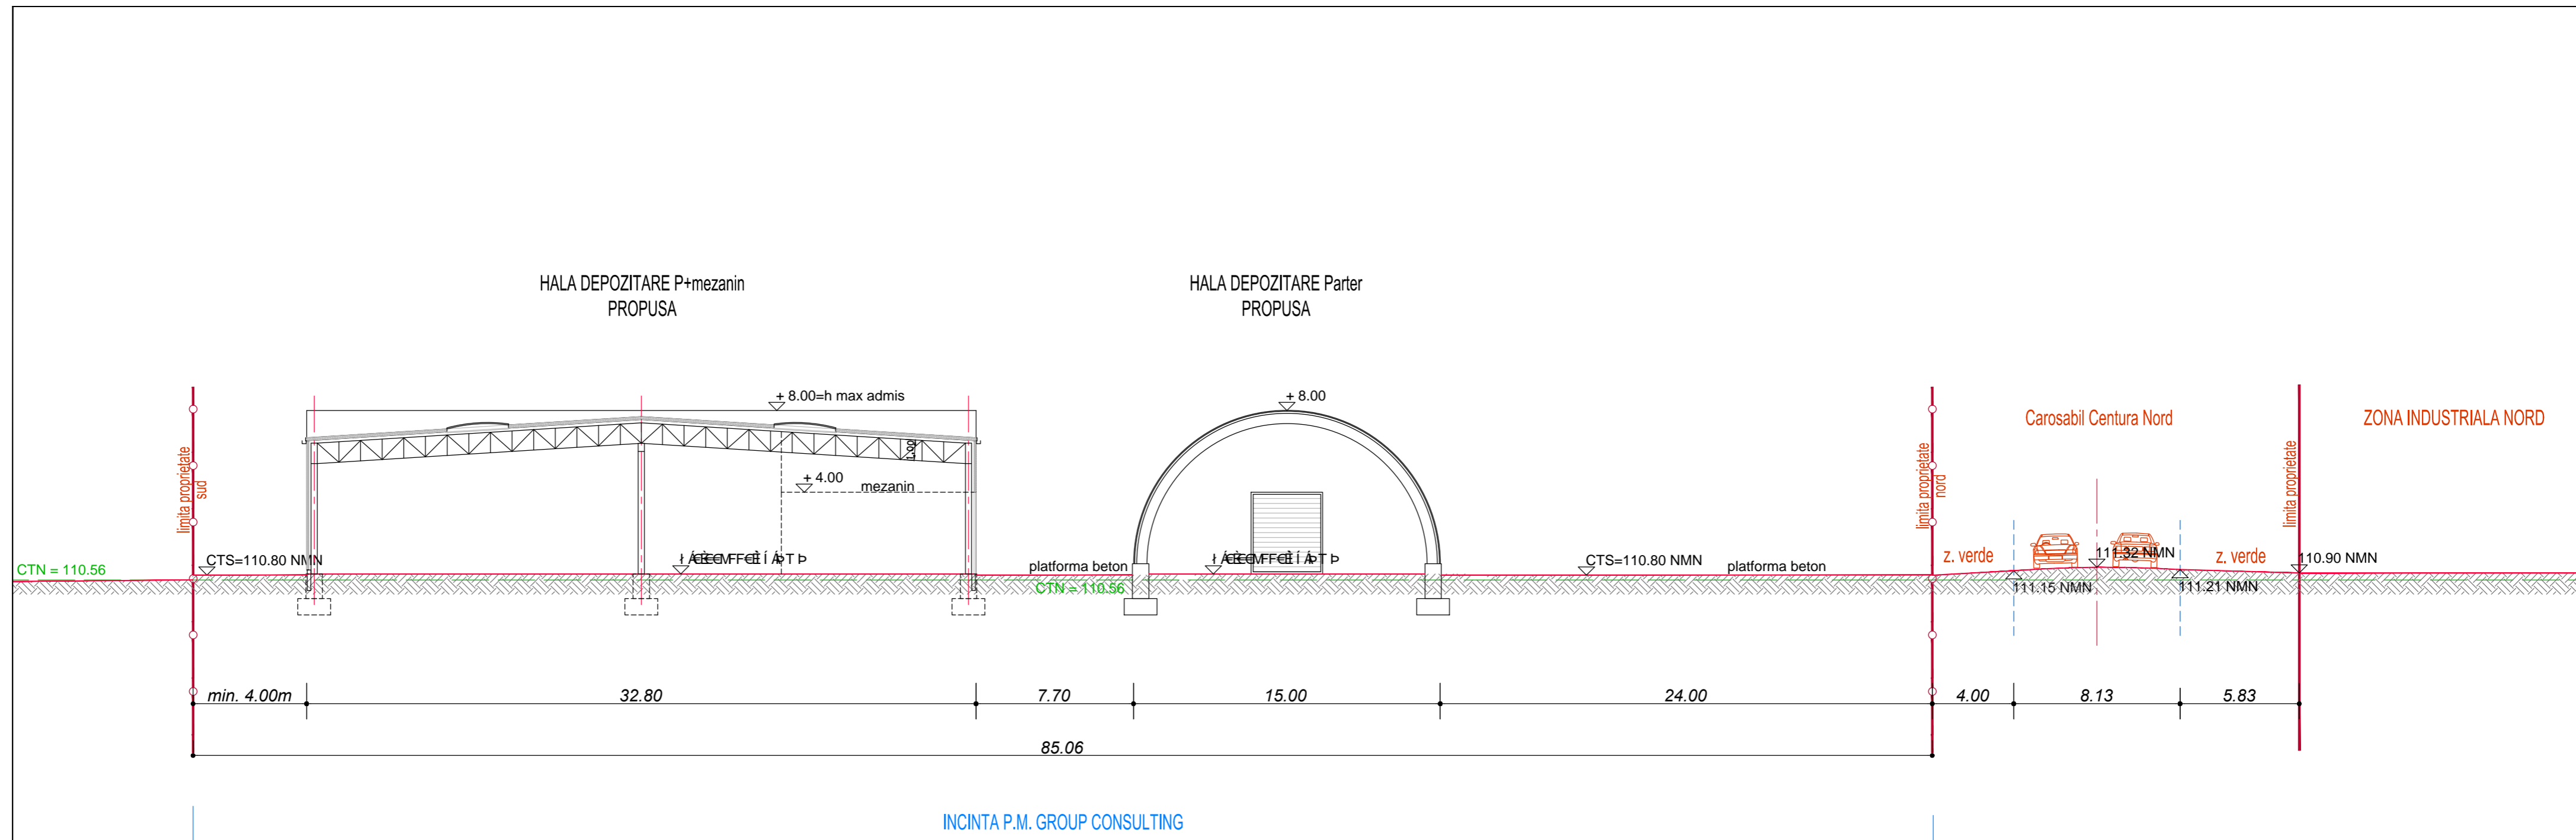 HALA DEPOZITARE P+mezanin
PROPUSA
HALA DEPOZITARE Parter
PROPUSA
+ 8.00=h max admis
+ 8.00
Carosabil Centura Nord
ZONA INDUSTRIALA NORD
1.00
limita proprietate
sud
limita proprietate
nord
limita proprietate
+ 4.00
mezanin
CTN = 110.56
CTS=110.80 NMN
platforma beton
CTN = 110.56
CTS=110.80 NMN
platforma beton
z. verde
111.32 NMN
z. verde
110.90 NMN
111.15 NMN
111.21 NMN
min. 4.00m
32.80
7.70
15.00
24.00
4.00
8.13
5.83
85.06
INCINTA P.M. GROUP CONSULTING